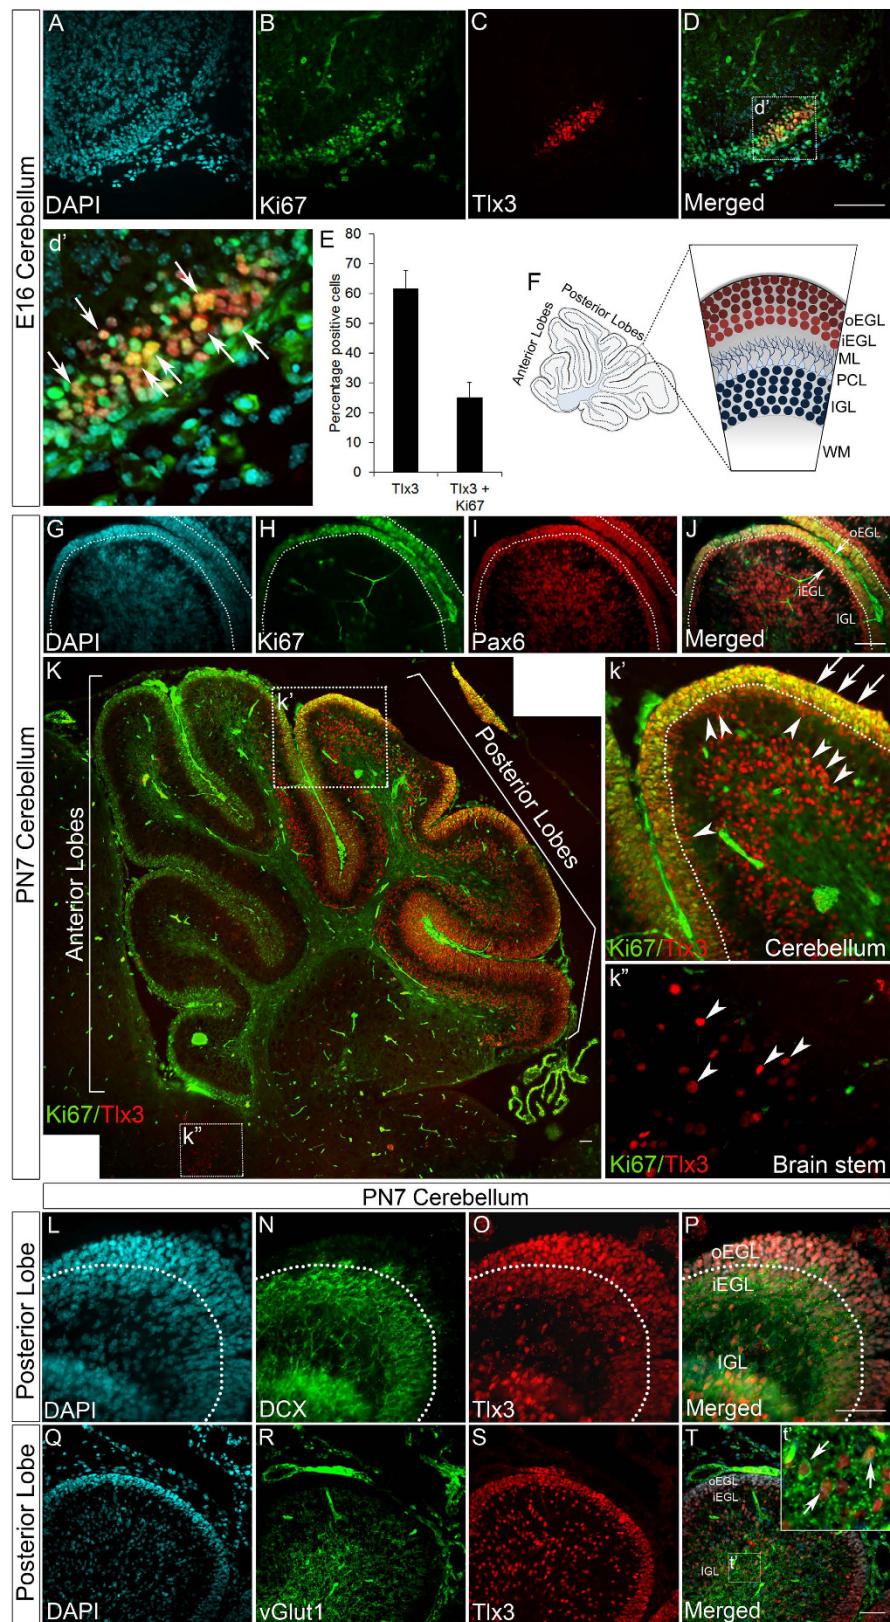 E16 Cerebellum
A
DAPI
B
Ki67
C
Tlx3
D
d'
Merged
d'
E
Percentage positive cells
80
70
60
50
40
30
20
10
0
Tlx3
Tlx3 +
Ki67
F
Anterior Lobes
Posterior Lobes
oEGL
iEGL
ML
PCL
IGL
WM
PN7 Cerebellum
G
DAPI
H
Ki67
I
Pax6
J
oEGL
iEGL
IGL
Merged
K
k'
Anterior Lobes
Posterior Lobes
Ki67/Tlx3
k"
k'
Ki67/Tlx3
Cerebellum
k"
Ki67/Tlx3
Brain stem
PN7 Cerebellum
Posterior Lobe
L
DAPI
N
DCX
O
Tlx3
P
oEGL
iEGL
IGL
Merged
Posterior Lobe
Q
DAPI
R
vGlut1
S
Tlx3
T
t'
oEGL
iEGL
IGL
t'
Merged